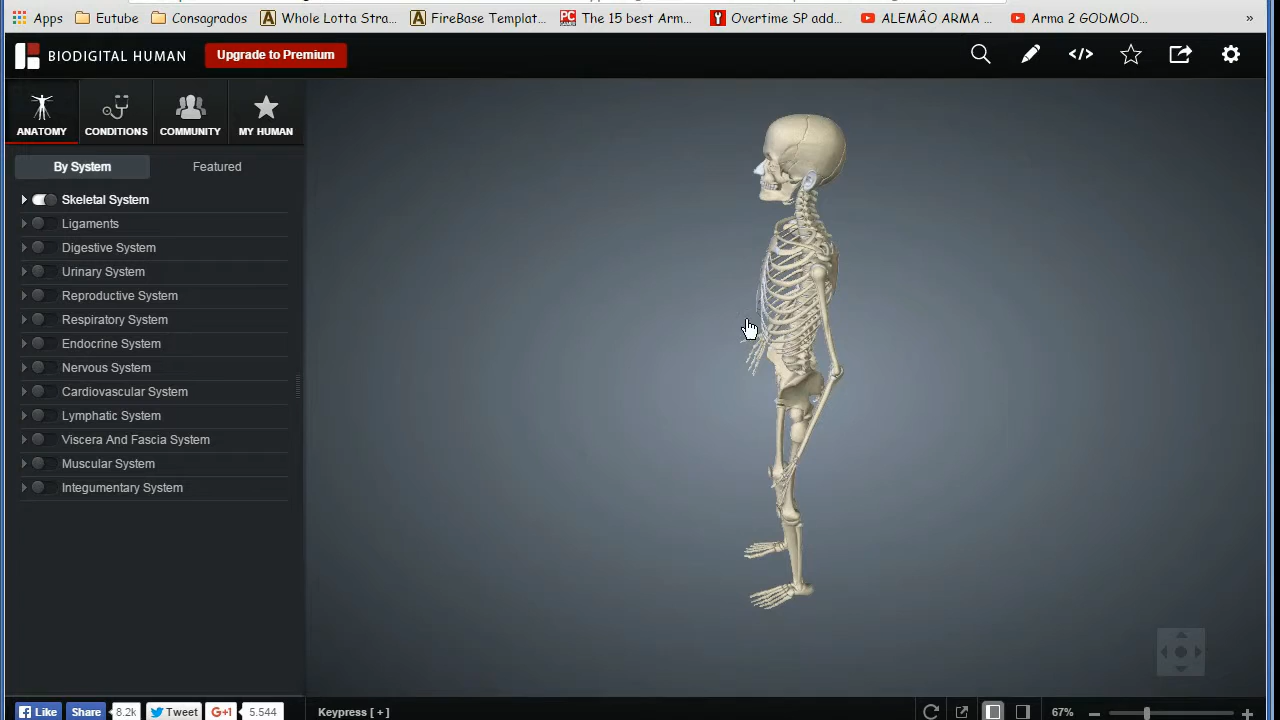 Apps Eutube Consagrados Whole Lotta Stra... FireBase Templat... The 15 best Arm... Overtime SP add... ALEMÃO ARMA ... Arma 2 GODMOD... »
BIODIGITAL HUMAN Upgrade to Premium
ANATOMY CONDITIONS COMMUNITY MY HUMAN
By System Featured
Skeletal System
Ligaments
Digestive System
Urinary System
Reproductive System
Respiratory System
Endocrine System
Nervous System
Cardiovascular System
Lymphatic System
Viscera And Fascia System
Muscular System
Integumentary System
Like Share 8.2k Tweet G+1 5.544 Keypress [ + ] 67%